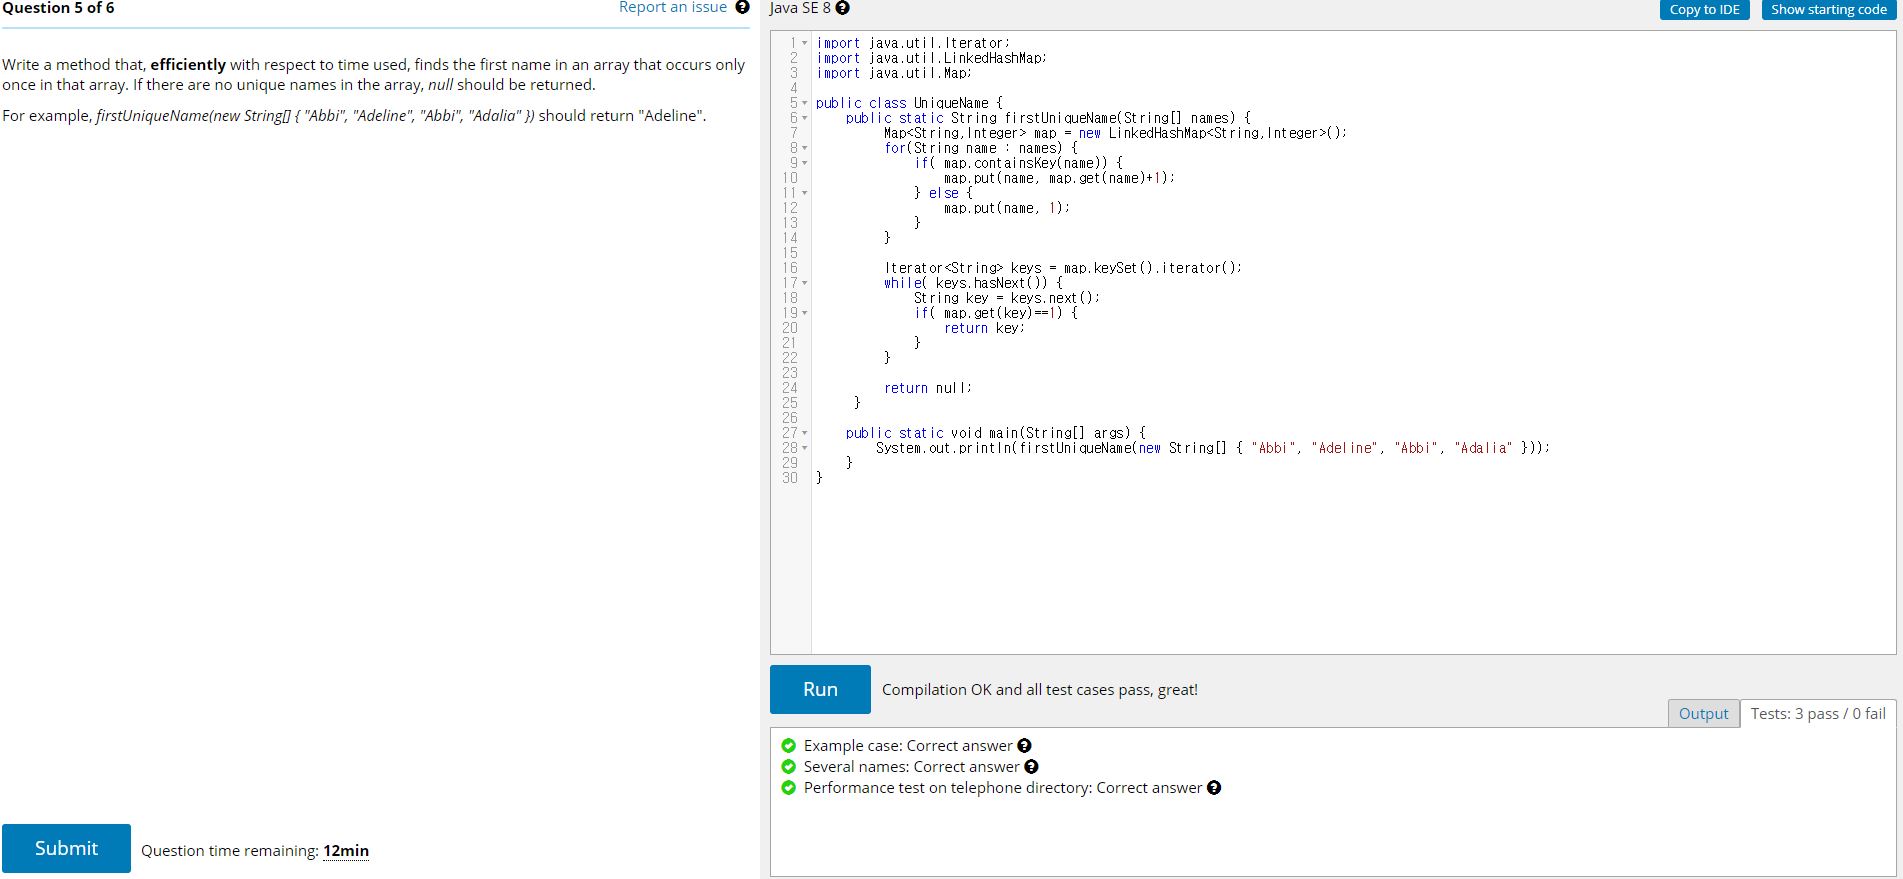 Question 5 of 6
Report an issue ?
Write a method that, efficiently with respect to time used, finds the first name in an array that occurs only
once in that array. If there are no unique names in the array, null should be returned.
For example, firstUniqueName(new String[] { "Abbi", "Adeline", "Abbi", "Adalia" }) should return "Adeline".
Submit
Question time remaining: 12min
Java SE 8 ?
Copy to IDE
Show starting code
1 import java.util.Iterator;
2 import java.util.LinkedHashMap;
3 import java.util.Map;
4
5 public class UniqueName {
6 public static String firstUniqueName(String[] names) {
7 Map<String,Integer> map = new LinkedHashMap<String,Integer>();
8 for(String name : names) {
9 if( map.containsKey(name)) {
10 map.put(name, map.get(name)+1);
11 } else {
12 map.put(name, 1);
13 }
14 }
15
16 Iterator<String> keys = map.keySet().iterator();
17 while( keys.hasNext()) {
18 String key = keys.next();
19 if( map.get(key)==1) {
20 return key;
21 }
22 }
23
24 return null;
25 }
26
27 public static void main(String[] args) {
28 System.out.println(firstUniqueName(new String[] { "Abbi", "Adeline", "Abbi", "Adalia" }));
29 }
30 }
Run
Compilation OK and all test cases pass, great!
Output
Tests: 3 pass / 0 fail
Example case: Correct answer ?
Several names: Correct answer ?
Performance test on telephone directory: Correct answer ?